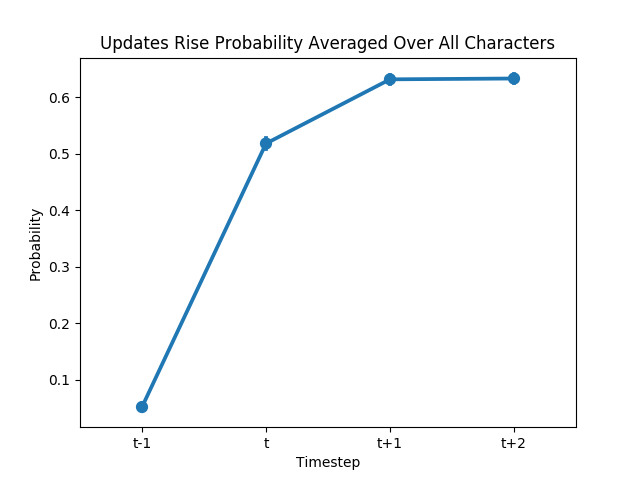 Updates Rise Probability Averaged Over All Characters
0.6
0.5
0.4
0.3
0.2
0.1
Probability
t-1 t t+1 t+2
Timestep